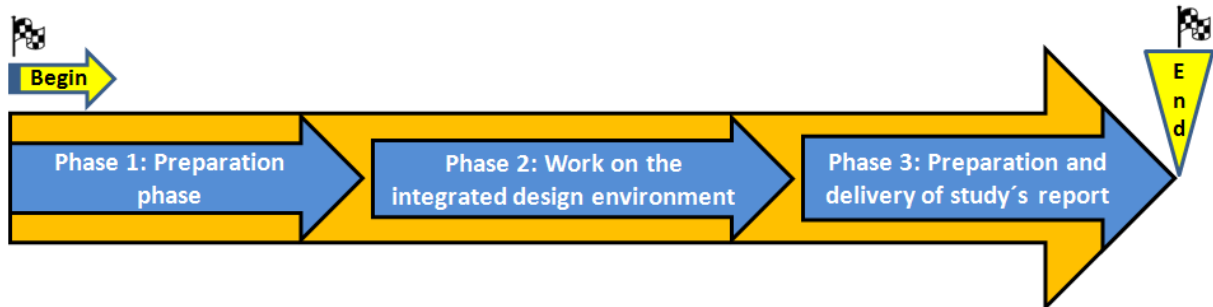 Begin
End
Phase 1: Preparation
phase
Phase 2: Work on the
integrated design environment
Phase 3: Preparation and
delivery of study´s report